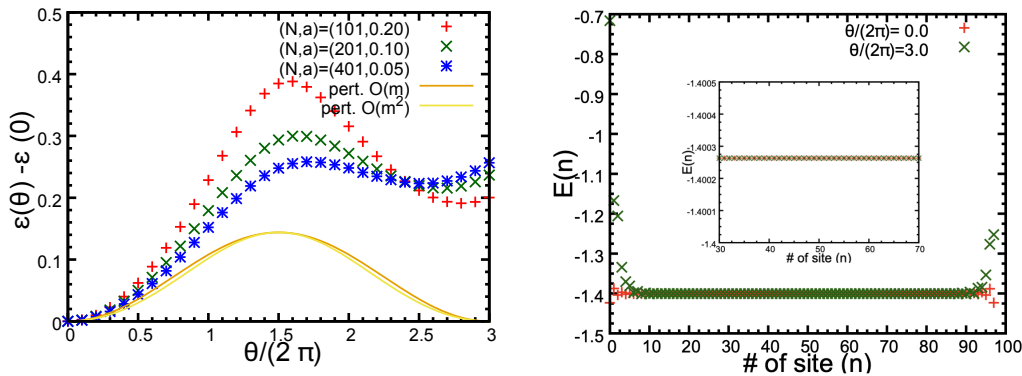 (N,a)=(101,0.20)
(N,a)=(201,0.10)
(N,a)=(401,0.05)
pert. O(m)
pert. O(m²)
0.5
0.4
0.3
0.2
0.1
0
ε(θ) -ε (0)
0 0.5 1 1.5 2 2.5 3
θ/(2 π)
θ/(2π)= 0.0
θ/(2π)=3.0
-0.7
-0.8
-0.9
-1
-1.1
-1.2
-1.3
-1.4
-1.5
E(n)
-1.4005
-1.4004
-1.4003
-1.4002
-1.4001
-1.4
E(n)
30 40 50 60 70
# of site (n)
0 10 20 30 40 50 60 70 80 90 100
# of site (n)